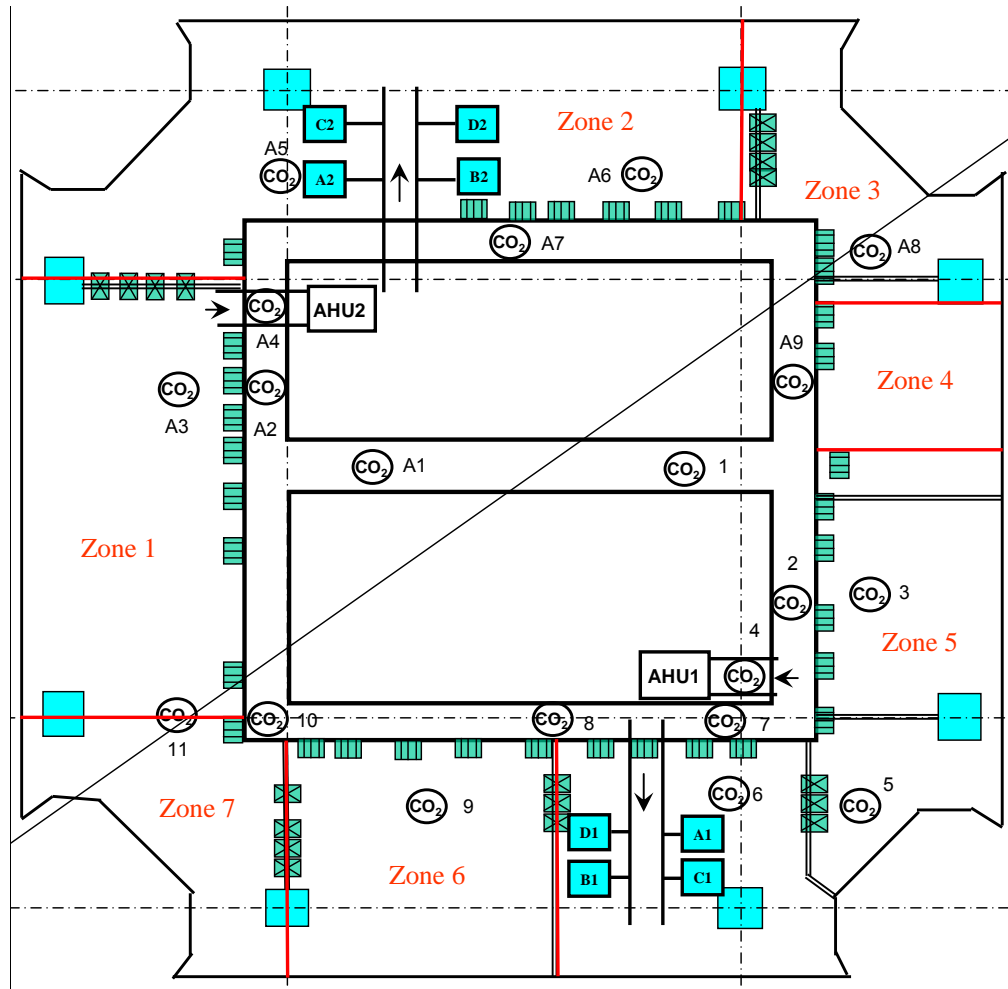 C2
D2
Zone 2
A5
CO2
A2
B2
A6
CO2
Zone 3
CO2
A7
CO2
A8
CO2
AHU2
A4
A9
CO2
CO2
CO2
Zone 4
A3
A2
CO2
A1
CO2
1
Zone 1
2
CO2
CO2
3
4
Zone 5
AHU1
CO2
CO2
11
CO2
10
CO2
8
CO2
7
Zone 7
CO2
9
CO2
6
5
CO2
D1
A1
Zone 6
B1
C1